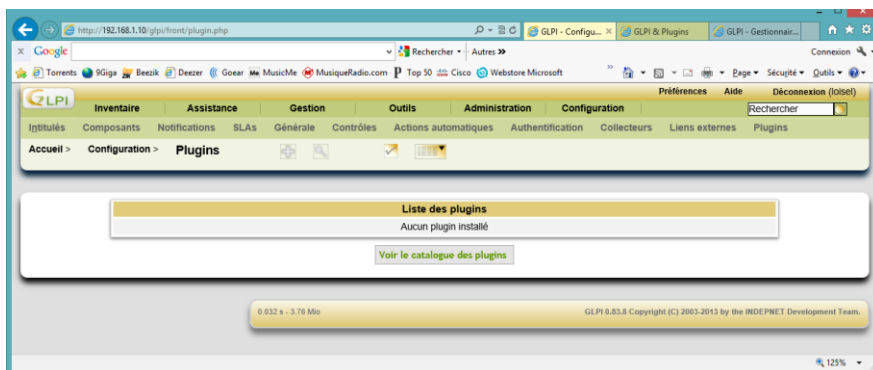 http://192.168.1.10/glpi/front/plugin.php
GLPI - Configu...
GLPI & Plugins
GLPI - Gestionnair...
Google
Rechercher
Autres »
Connexion
Torrents
9Giga
Beezik
Deezer
Goear
MusicMe
MusiqueRadio.com
Top 50
Cisco
Webstore Microsoft
»
Page
Sécurité
Outils
GLPI
Préférences Aide Déconnexion (loisel)
Inventaire Assistance Gestion Outils Administration Configuration
Rechercher
Intitulés Composants Notifications SLAs Générale Contrôles Actions automatiques Authentification Collecteurs Liens externes Plugins
Accueil > Configuration > Plugins
Liste des plugins
Aucun plugin installé
Voir le catalogue des plugins
0.032 s - 3.76 Mio
GLPI 0.83.8 Copyright (C) 2003-2013 by the INDEPNET Development Team.
125%